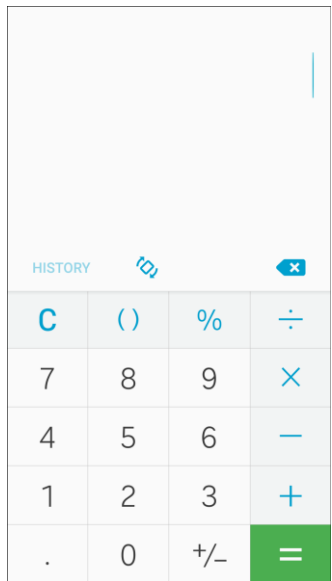 HISTORY
C ( ) % ÷
7 8 9 ×
4 5 6 −
1 2 3 +
. 0 +/− =